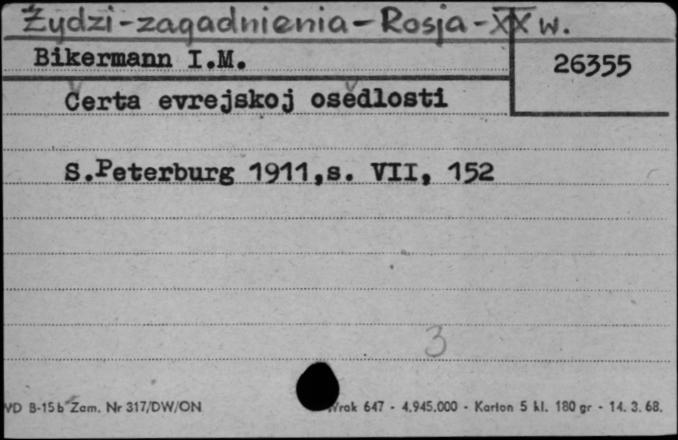 Żydzi-zagadnienia-Rosja-XX w.
Bikermann I.M.
26355
Čerta evrejskoj osědlosti
S.Peterburg 1911,s. VII, 152
3
WD B-15b Zam. Nr 317/DW/ON 647 - 4.945.000 - Karton 5 kl. 180 gr - 14. 3. 68.